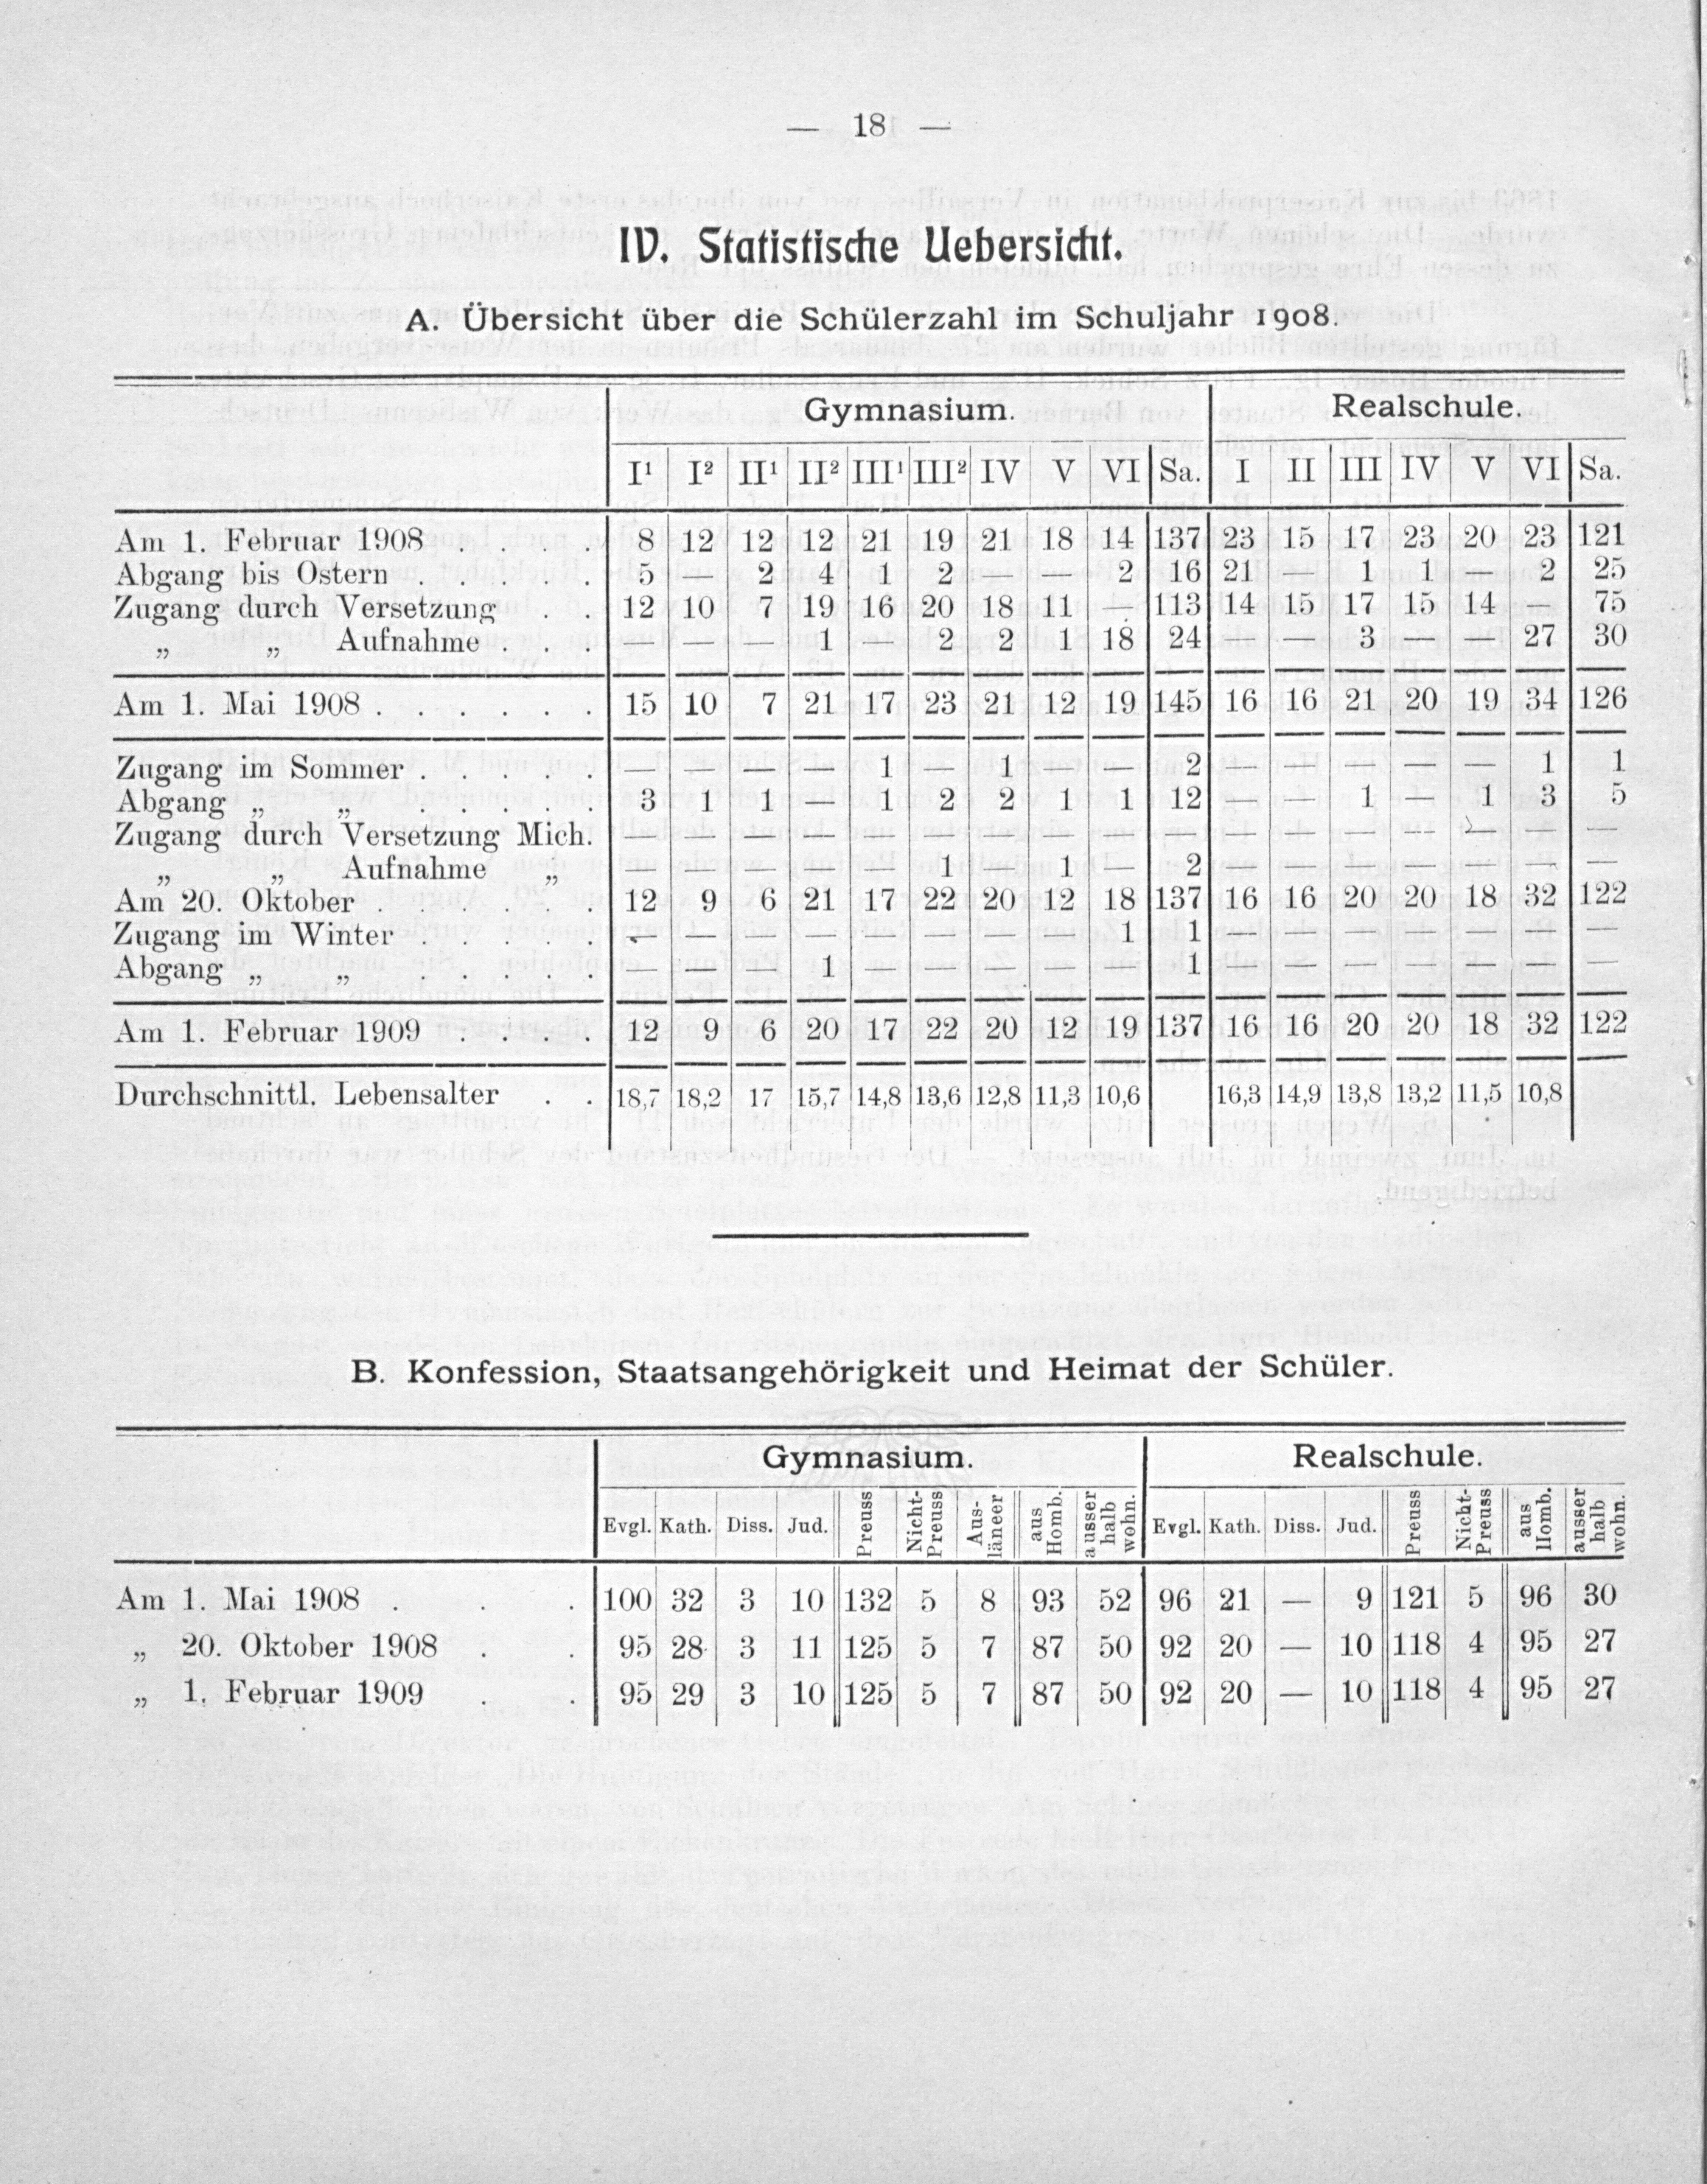 — 18 —
IV. Statistische Uebersicht.
A. Übersicht über die Schülerzahl im Schuljahr 1908.
Gymnasium. Realschule.
I¹ I² II¹ II² III¹ III² IV V VI Sa. I II III IV V VI Sa.
Am 1. Februar 1908 . . . . 8 12 12 12 21 19 21 18 14 137 23 15 17 23 20 23 121
Abgang bis Ostern . . . . 5 — 2 4 1 2 — — 2 16 21 — 1 1 — 2 25
Zugang durch Versetzung . . 12 10 7 19 16 20 18 11 — 113 14 15 17 15 14 — 75
„ „ Aufnahme . . . — — — 1 — 2 2 1 18 24 — — 3 — — 27 30
Am 1. Mai 1908 . . . . . . 15 10 7 21 17 23 21 12 19 145 16 16 21 20 19 34 126
Zugang im Sommer . . . . . — — — — 1 — 1 — — 2 — — — — — 1 1
Abgang „ „ . . . . . 3 1 1 — 1 2 2 1 1 12 — — 1 — 1 3 5
Zugang durch Versetzung Mich. — — — — — — — — — — — — — — — — —
„ „ Aufnahme „ — — — — — 1 — 1 — 2 — — — — — — —
Am 20. Oktober . . . . . . 12 9 6 21 17 22 20 12 18 137 16 16 20 20 18 32 122
Zugang im Winter . . . . . — — — — — — — — 1 1 — — — — — — —
Abgang „ „ . . . . . — — — 1 — — — — — 1 — — — — — — —
Am 1. Februar 1909 . . . . 12 9 6 20 17 22 20 12 19 137 16 16 20 20 18 32 122
Durchschnittl. Lebensalter . . 18,7 18,2 17 15,7 14,8 13,6 12,8 11,3 10,6 16,3 14,9 13,8 13,2 11,5 10,8
B. Konfession, Staatsangehörigkeit und Heimat der Schüler.
Gymnasium. Realschule.
Evgl. Kath. Diss. Jud. Preuss Nicht-Preuss Aus-läneer aus Homb. ausser halb wohn. Evgl. Kath. Diss. Jud. Preuss Nicht-Preuss aus Homb. ausser halb wohn.
Am 1. Mai 1908 . . . 100 32 3 10 132 5 8 93 52 96 21 — 9 121 5 96 30
„ 20. Oktober 1908 . . 95 28 3 11 125 5 7 87 50 92 20 — 10 118 4 95 27
„ 1. Februar 1909 . . 95 29 3 10 125 5 7 87 50 92 20 — 10 118 4 95 27